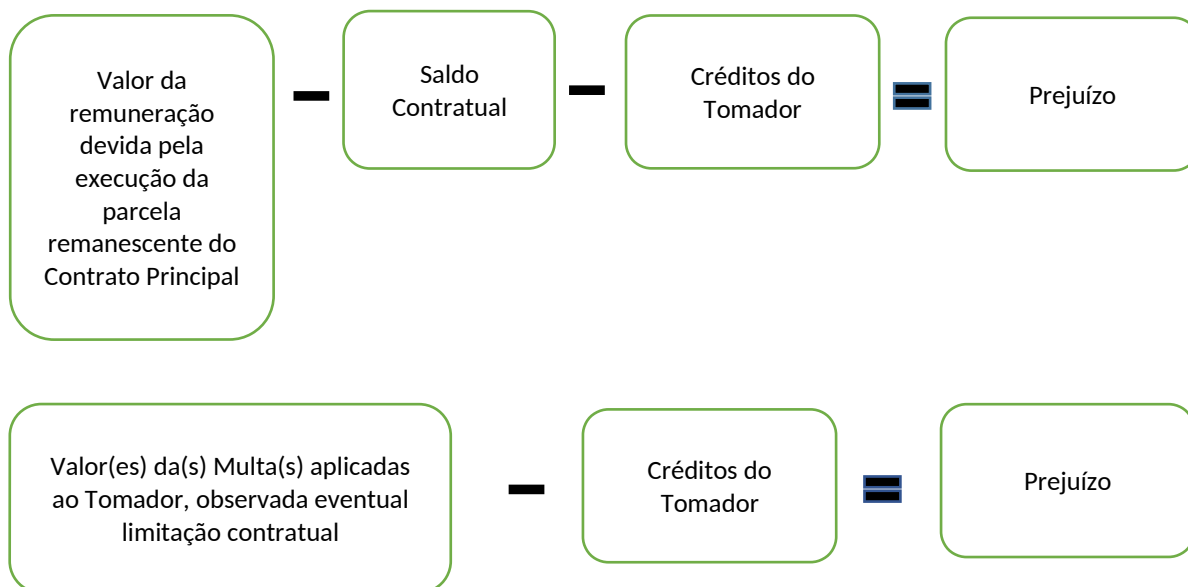 Valor da
remuneração
devida pela
execução da
parcela
remanescente do
Contrato Principal
Saldo
Contratual
Créditos do
Tomador
Prejuízo
Valor(es) da(s) Multa(s) aplicadas
ao Tomador, observada eventual
limitação contratual
Créditos do
Tomador
Prejuízo